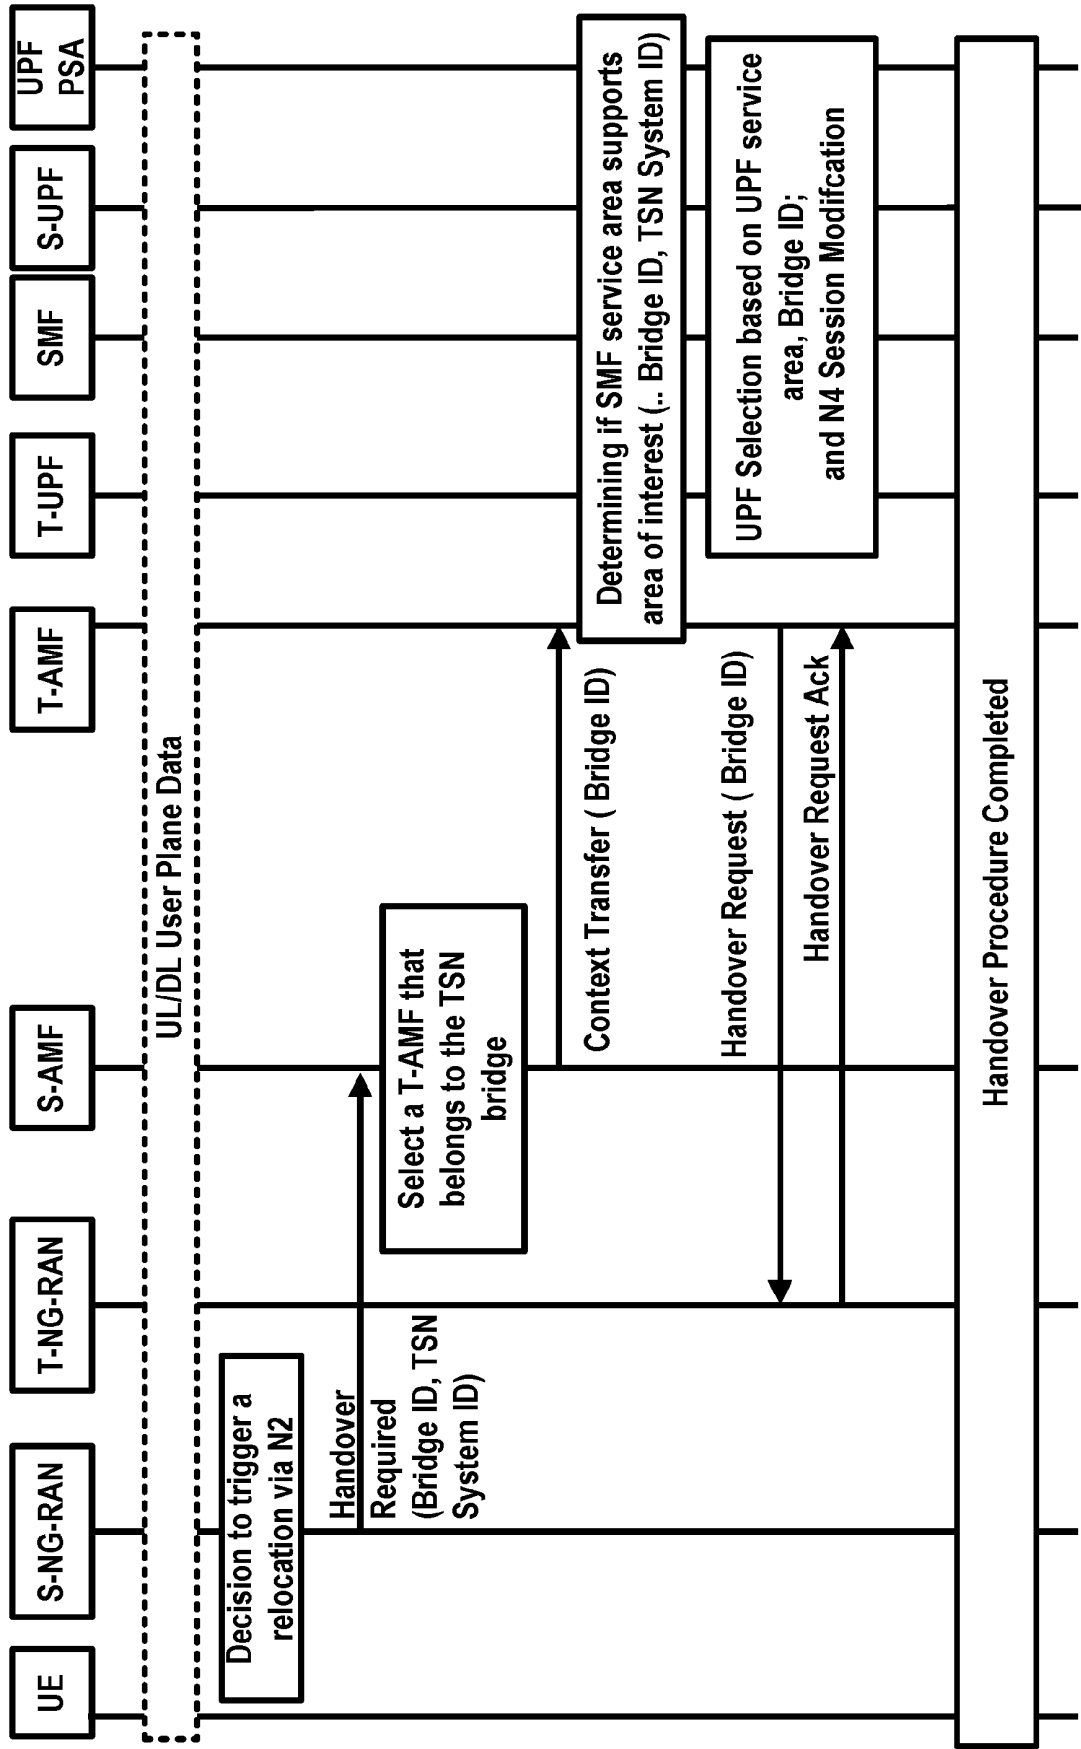 UE
S-NG-RAN
T-NG-RAN
S-AMF
T-AMF
T-UPF
SMF
S-UPF
UPF
PSA
UL/DL User Plane Data
Decision to trigger a
relocation via N2
Handover
Required
(Bridge ID, TSN
System ID)
Select a T-AMF that
belongs to the TSN
bridge
Context Transfer ( Bridge ID)
Determining if SMF service area supports
area of interest (.. Bridge ID, TSN System ID)
UPF Selection based on UPF service
area, Bridge ID;
and N4 Session Modifcation
Handover Request ( Bridge ID)
Handover Request Ack
Handover Procedure Completed